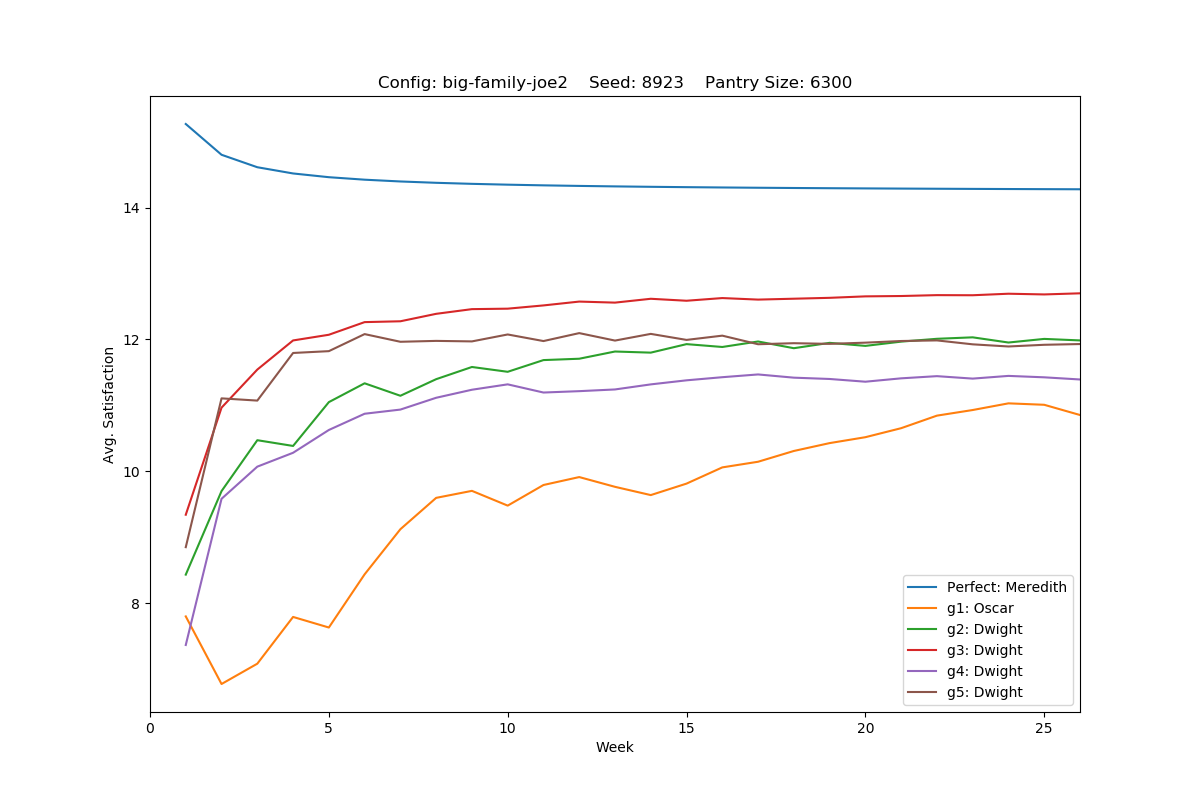 Config: big-family-joe2    Seed: 8923    Pantry Size: 6300
Avg. Satisfaction
14
12
10
8
0
5
10
15
20
25
Week
Perfect: Meredith
g1: Oscar
g2: Dwight
g3: Dwight
g4: Dwight
g5: Dwight